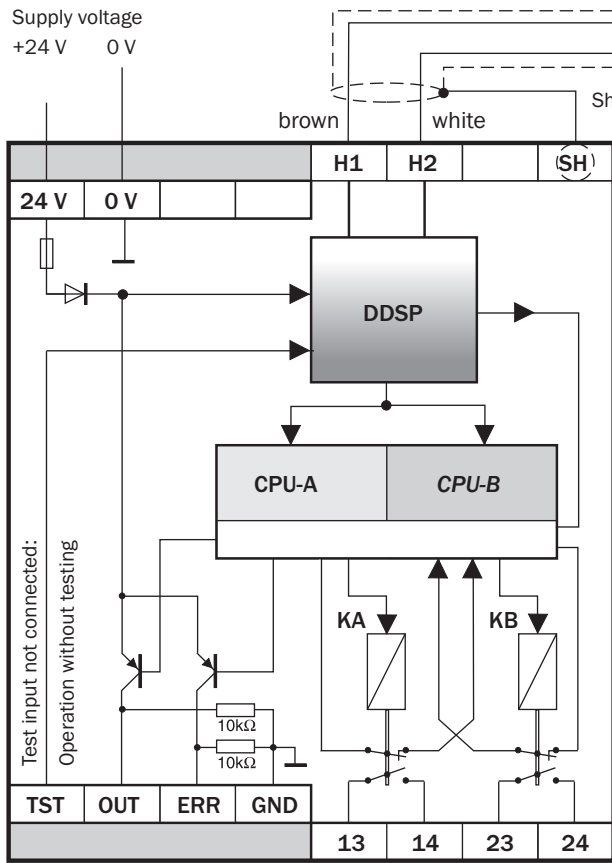 Supply voltage
+24 V 0 V
Sh
brown white
H1 H2 SH
24 V 0 V
DDSP
CPU-A CPU-B
Test input not connected:
Operation without testing
KA KB
10kΩ
10kΩ
TST OUT ERR GND
13 14 23 24